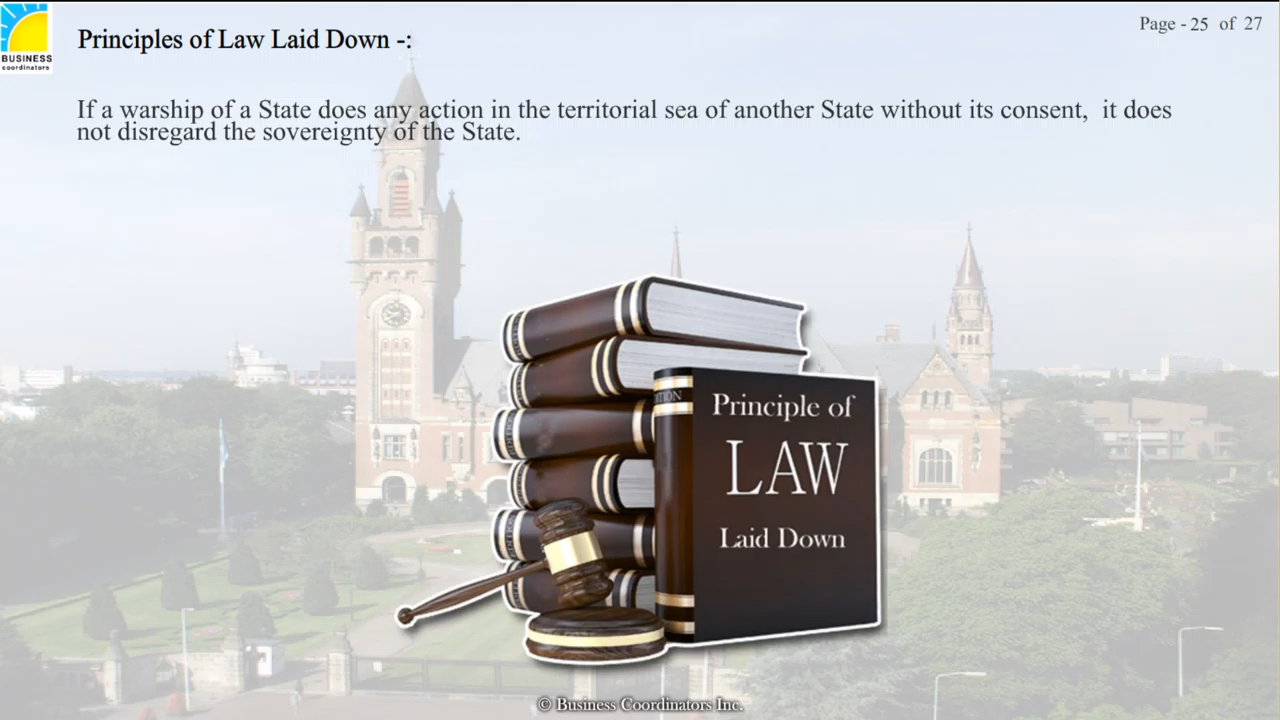 BUSINESS
coordinators
Principles of Law Laid Down -:
Page - 25 of 27
If a warship of a State does any action in the territorial sea of another State without its consent, it does
not disregard the sovereignty of the State.
Principle of
LAW
Laid Down
© Business Coordinators Inc.